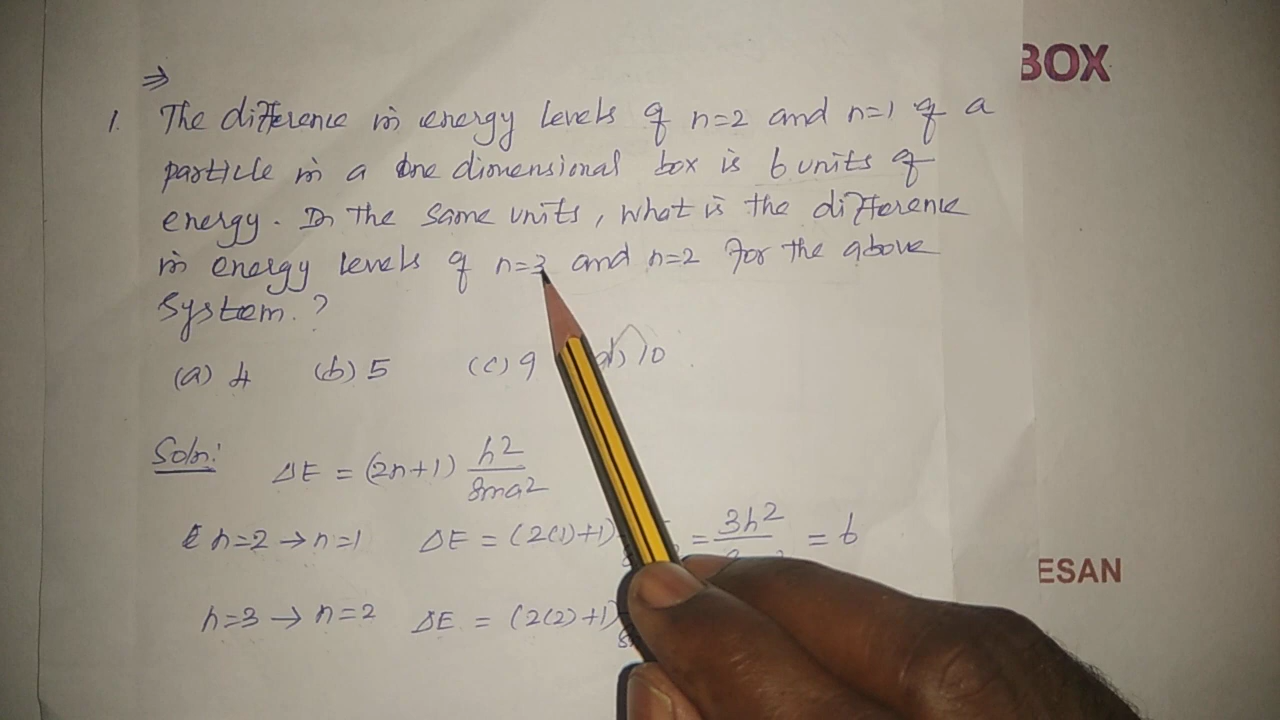 BOX
⇒
1. The difference in energy levels of n=2 and n=1 of a
particle in a one dimensional box is 6 units of
energy. In the same units, what is the difference
in energy levels of n=3 and n=2 for the above
system.?
(a) 4 (b) 5 (c) 9 (d) 10
Soln:
ΔE = (2n+1) h²/8ma²
n=2 → n=1 ΔE = (2(1)+1) = 3h² = 6
n=3 → n=2 ΔE = (2(2)+1)
ESAN